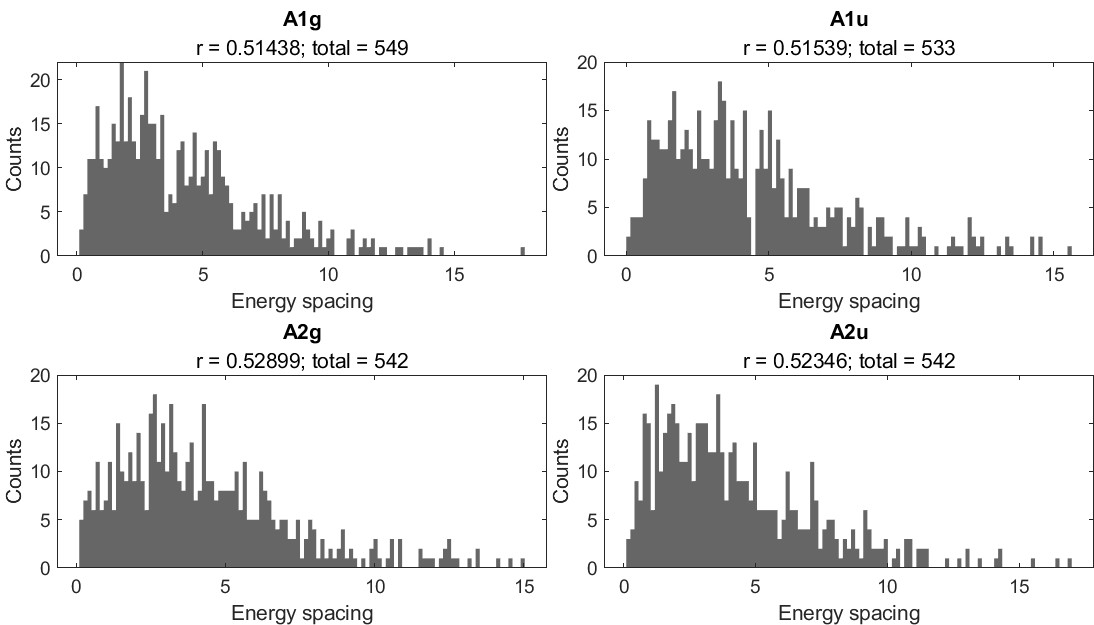 A1g
r = 0.51438; total = 549
20
15
10
5
0
Counts
0 5 10 15
Energy spacing
A1u
r = 0.51539; total = 533
20
15
10
5
0
Counts
0 5 10 15
Energy spacing
A2g
r = 0.52899; total = 542
20
15
10
5
0
Counts
0 5 10 15
Energy spacing
A2u
r = 0.52346; total = 542
20
15
10
5
0
Counts
0 5 10 15
Energy spacing